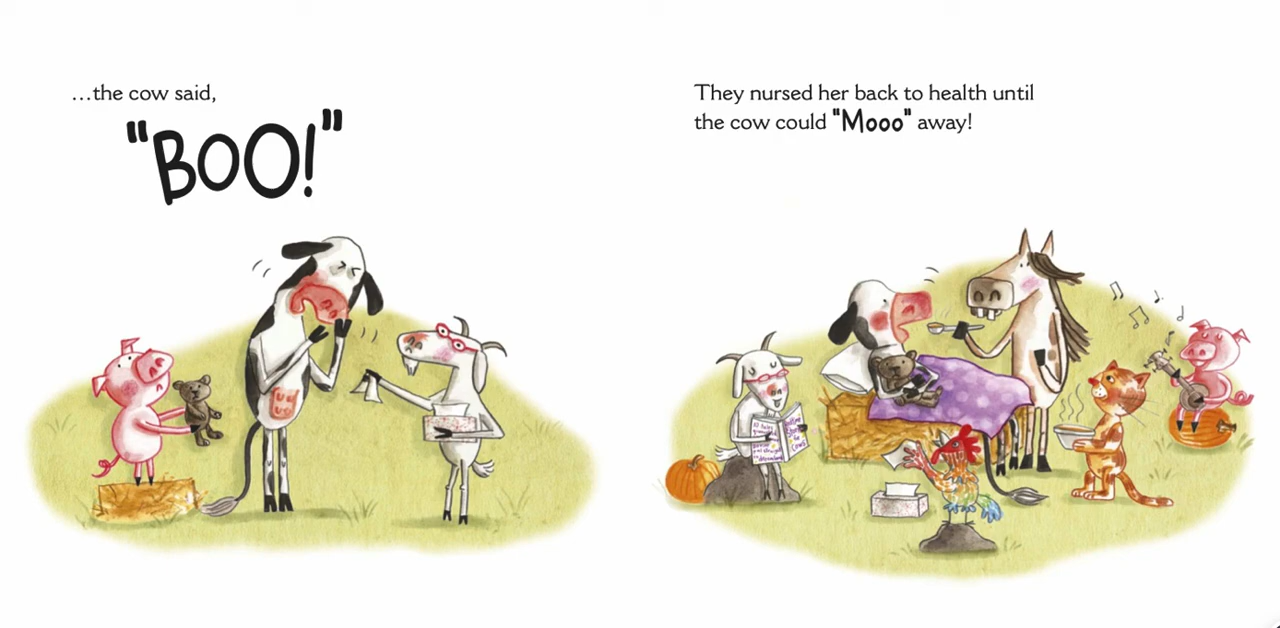 ...the cow said,
"BOO!"
They nursed her back to health until
the cow could "Mooo" away!